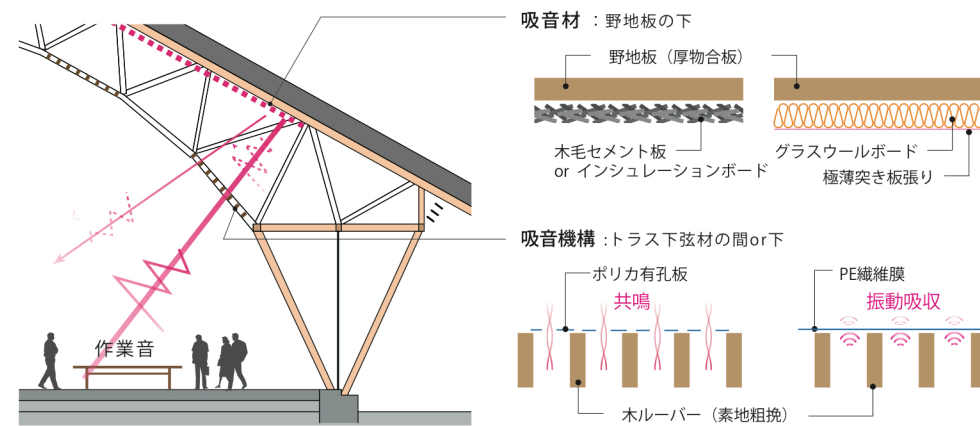 吸音材 ：野地板の下
野地板（厚物合板）
木毛セメント板
or インシュレーションボード
グラスウールボード
極薄突き板張り
吸音機構：トラス下弦材の間or下
ポリカ有孔板
共鳴
PE繊維膜
振動吸収
木ルーバー（素地粗挽）
作業音